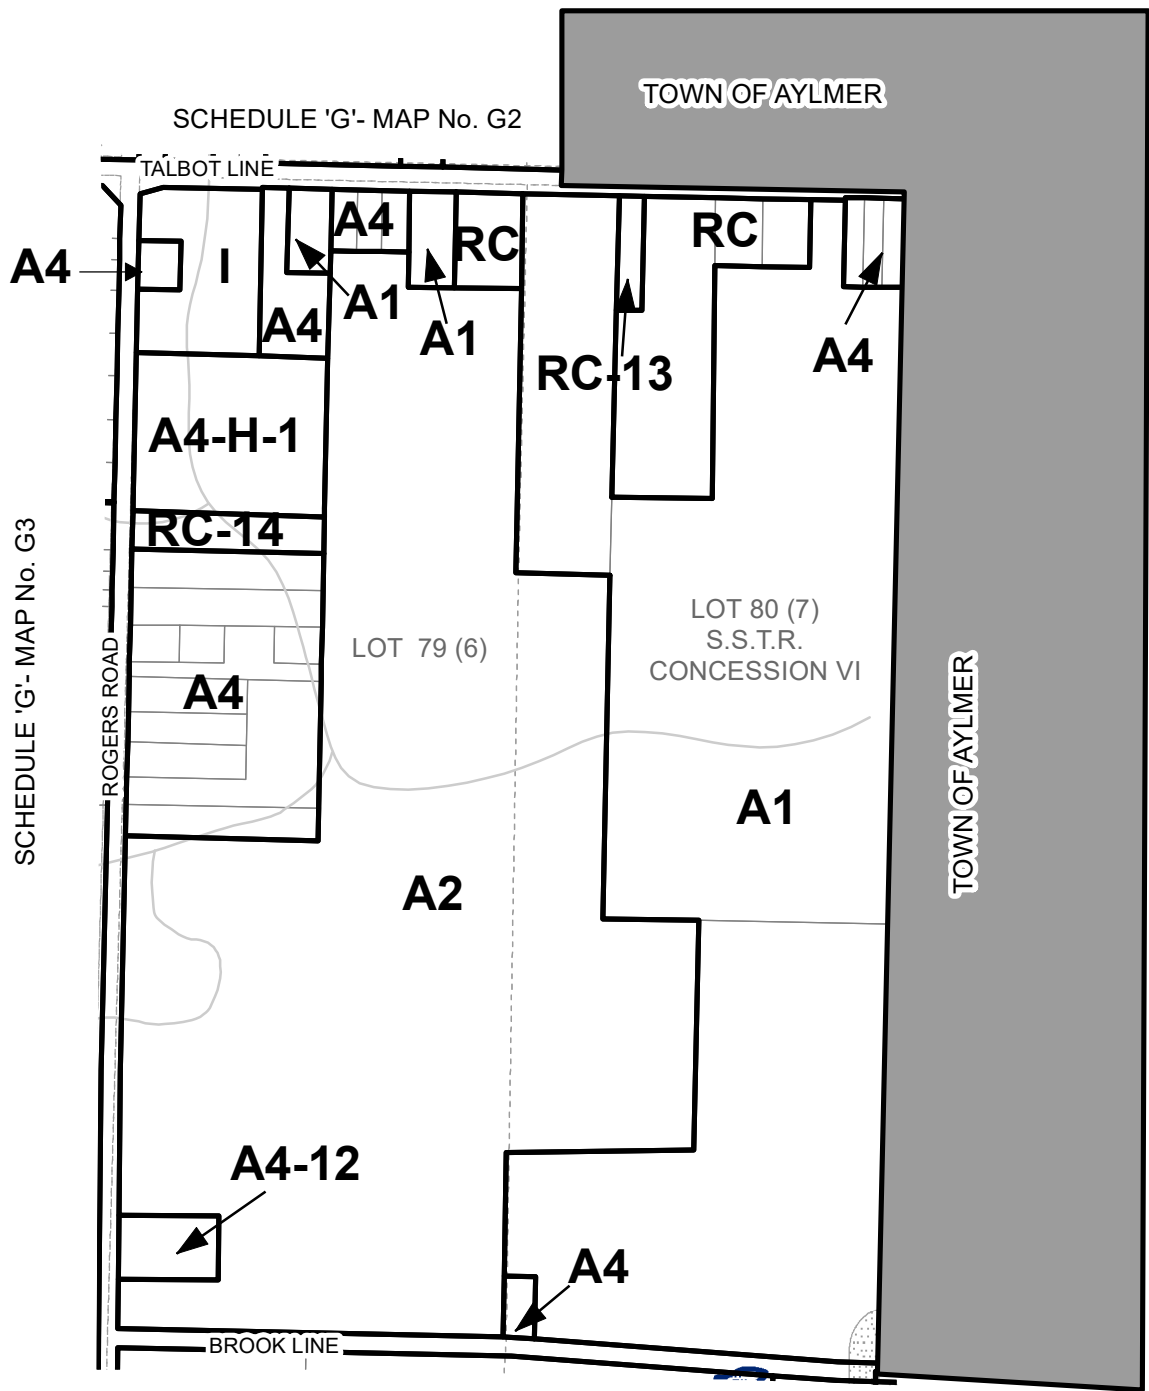 TOWN OF AYLMER
SCHEDULE 'G'- MAP No. G2
TALBOT LINE
A4
RC
RC
A4
I
A1
A4
A1
A4
RC-13
A4-H-1
RC-14
SCHEDULE 'G'- MAP No. G3
ROGERS ROAD
LOT 79 (6)
LOT 80 (7)
S.S.T.R.
CONCESSION VI
A4
TOWN OF AYLMER
A1
A2
A4-12
A4
BROOK LINE